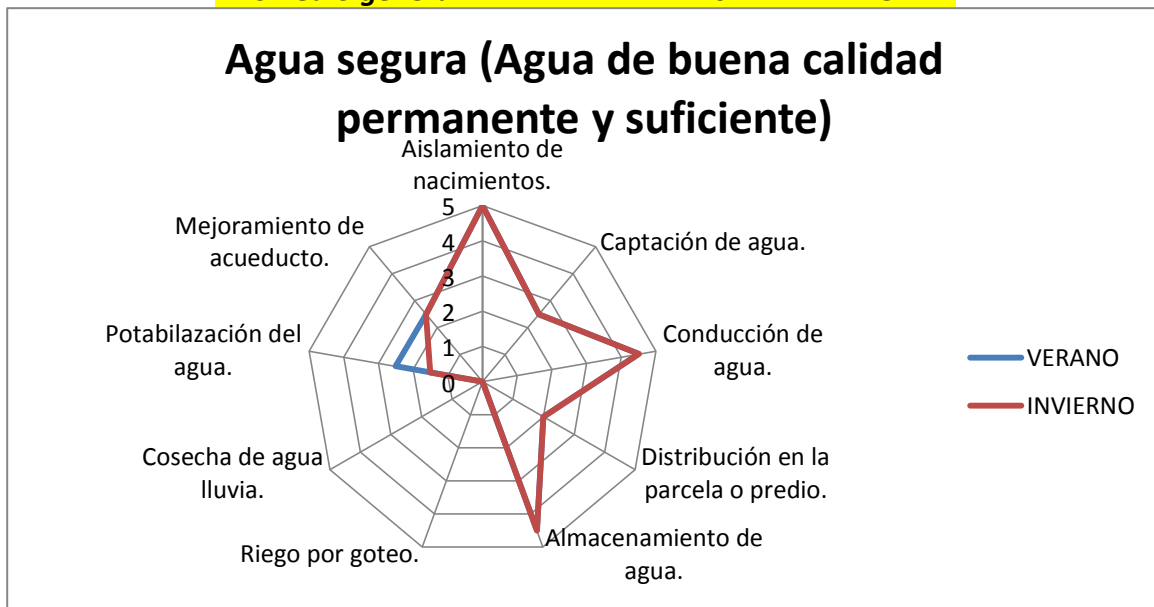 Agua segura (Agua de buena calidad
permanente y suficiente)
Aislamiento de
nacimientos.
Captación de agua.
Conducción de
agua.
Distribución en la
parcela o predio.
Almacenamiento de
agua.
Riego por goteo.
Cosecha de agua
lluvia.
Potabilazación del
agua.
Mejoramiento de
acueducto.
5
4
3
2
1
0
VERANO
INVIERNO